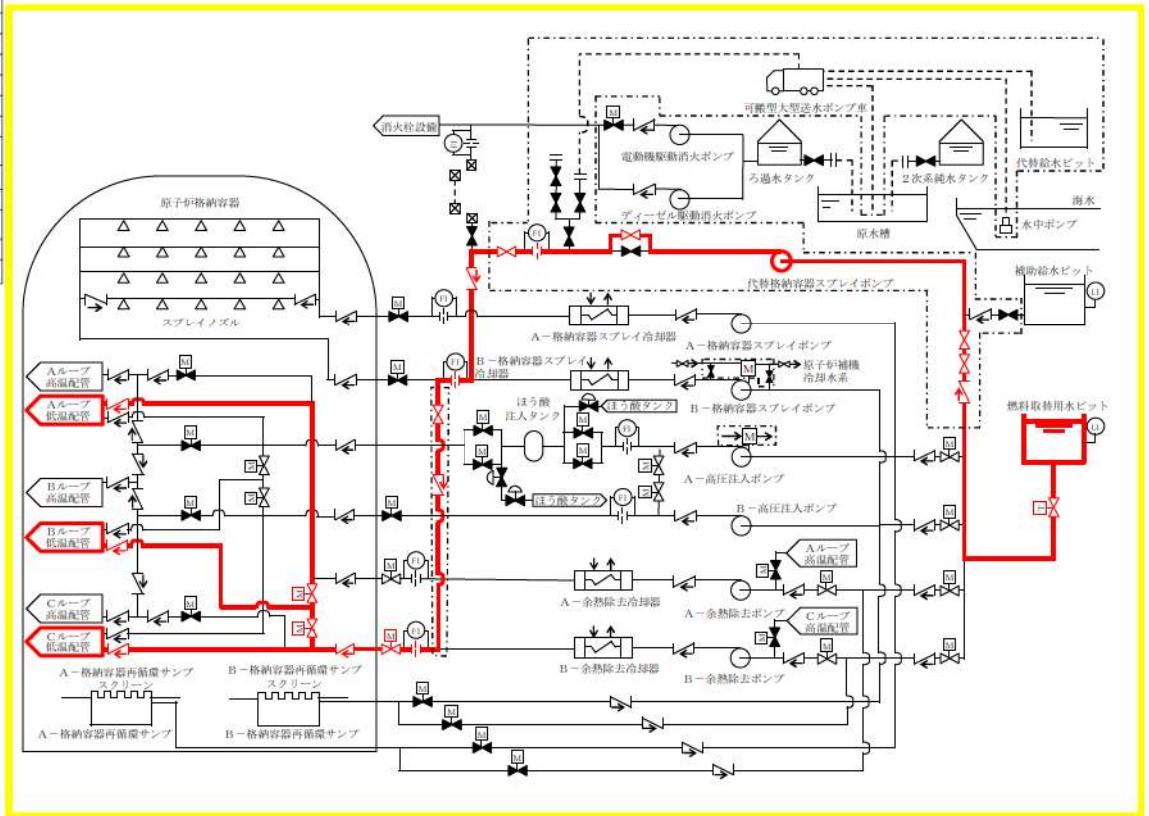 可搬型大型送水ポンプ車
消火栓設備
M
FI
電動機駆動消火ポンプ
ろ過水タンク
2次系純水タンク
代替給水ピット
原子炉格納容器
ディーゼル駆動消火ポンプ
原水槽
海水
水中ポンプ
FI
代替格納容器スプレイポンプ
補助給水ピット
LI
スプレイノズル
M
FI
A-格納容器スプレイ冷却器
A-格納容器スプレイポンプ
M
FI
B-格納容器スプレイ
冷却器
M
原子炉補機
冷却水系
B-格納容器スプレイポンプ
Aループ
高温配管
M
Aループ
低温配管
ほう酸
注入タンク
ほう酸タンク
燃料取替用水ピット
LI
M
M
M
FI
M
M
A-高圧注入ポンプ
M
M
Bループ
高温配管
M
M
M
M
ほう酸タンク
M
M
M
FI
B-高圧注入ポンプ
M
Bループ
低温配管
M
FI
Aループ
高温配管
M
M
M
A-余熱除去冷却器
A-余熱除去ポンプ
Cループ
高温配管
M
M
Cループ
高温配管
Cループ
低温配管
M
FI
M
M
M
B-余熱除去冷却器
B-余熱除去ポンプ
A-格納容器再循環サンプ
スクリーン
B-格納容器再循環サンプ
スクリーン
M
M
A-格納容器再循環サンプ
B-格納容器再循環サンプ
M
M